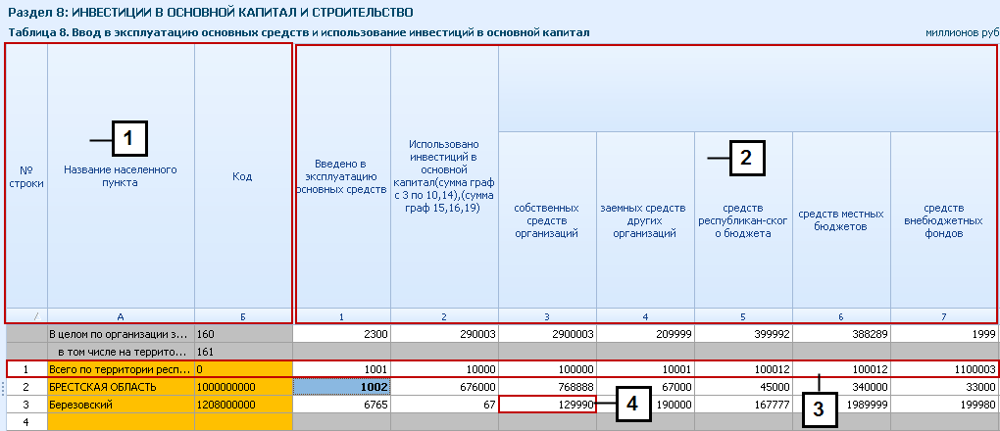 Раздел 8: ИНВЕСТИЦИИ В ОСНОВНОЙ КАПИТАЛ И СТРОИТЕЛЬСТВО
Таблица 8. Ввод в эксплуатацию основных средств и использование инвестиций в основной капитал
миллионов руб
№
строки
Название населенного
пункта
Код
Введено в
эксплуатацию
основных средств
Использовано
инвестиций в
основной
капитал(сумма граф
с 3 по 10,14),(сумма
граф 15,16,19)
собственных
средств
организаций
заемных средств
других
организаций
средств
республикан-ског
о бюджета
средств местных
бюджетов
средств
внебюджетных
фондов
1
2
/ А Б 1 2 3 4 5 6 7
В целом по организации з... 160 2300 290003 2900003 209999 399992 388289 1999
в том числе на террито... 161
1 Всего по территории респ... 0 1001 10000 100000 10001 100012 100012 1100003
2 БРЕСТСКАЯ ОБЛАСТЬ 1000000000 1002 676000 768888 67000 45000 340000 33000
3 Березовский 1208000000 6765 67 129990 190000 167777 1989999 199980
4
3
4